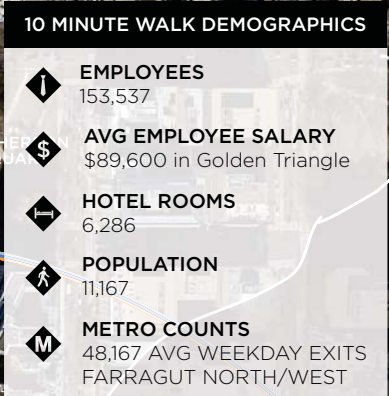 10 MINUTE WALK DEMOGRAPHICS
EMPLOYEES
153,537
$
AVG EMPLOYEE SALARY
$89,600 in Golden Triangle
HOTEL ROOMS
6,286
POPULATION
11,167
M
METRO COUNTS
48,167 AVG WEEKDAY EXITS
FARRAGUT NORTH/WEST